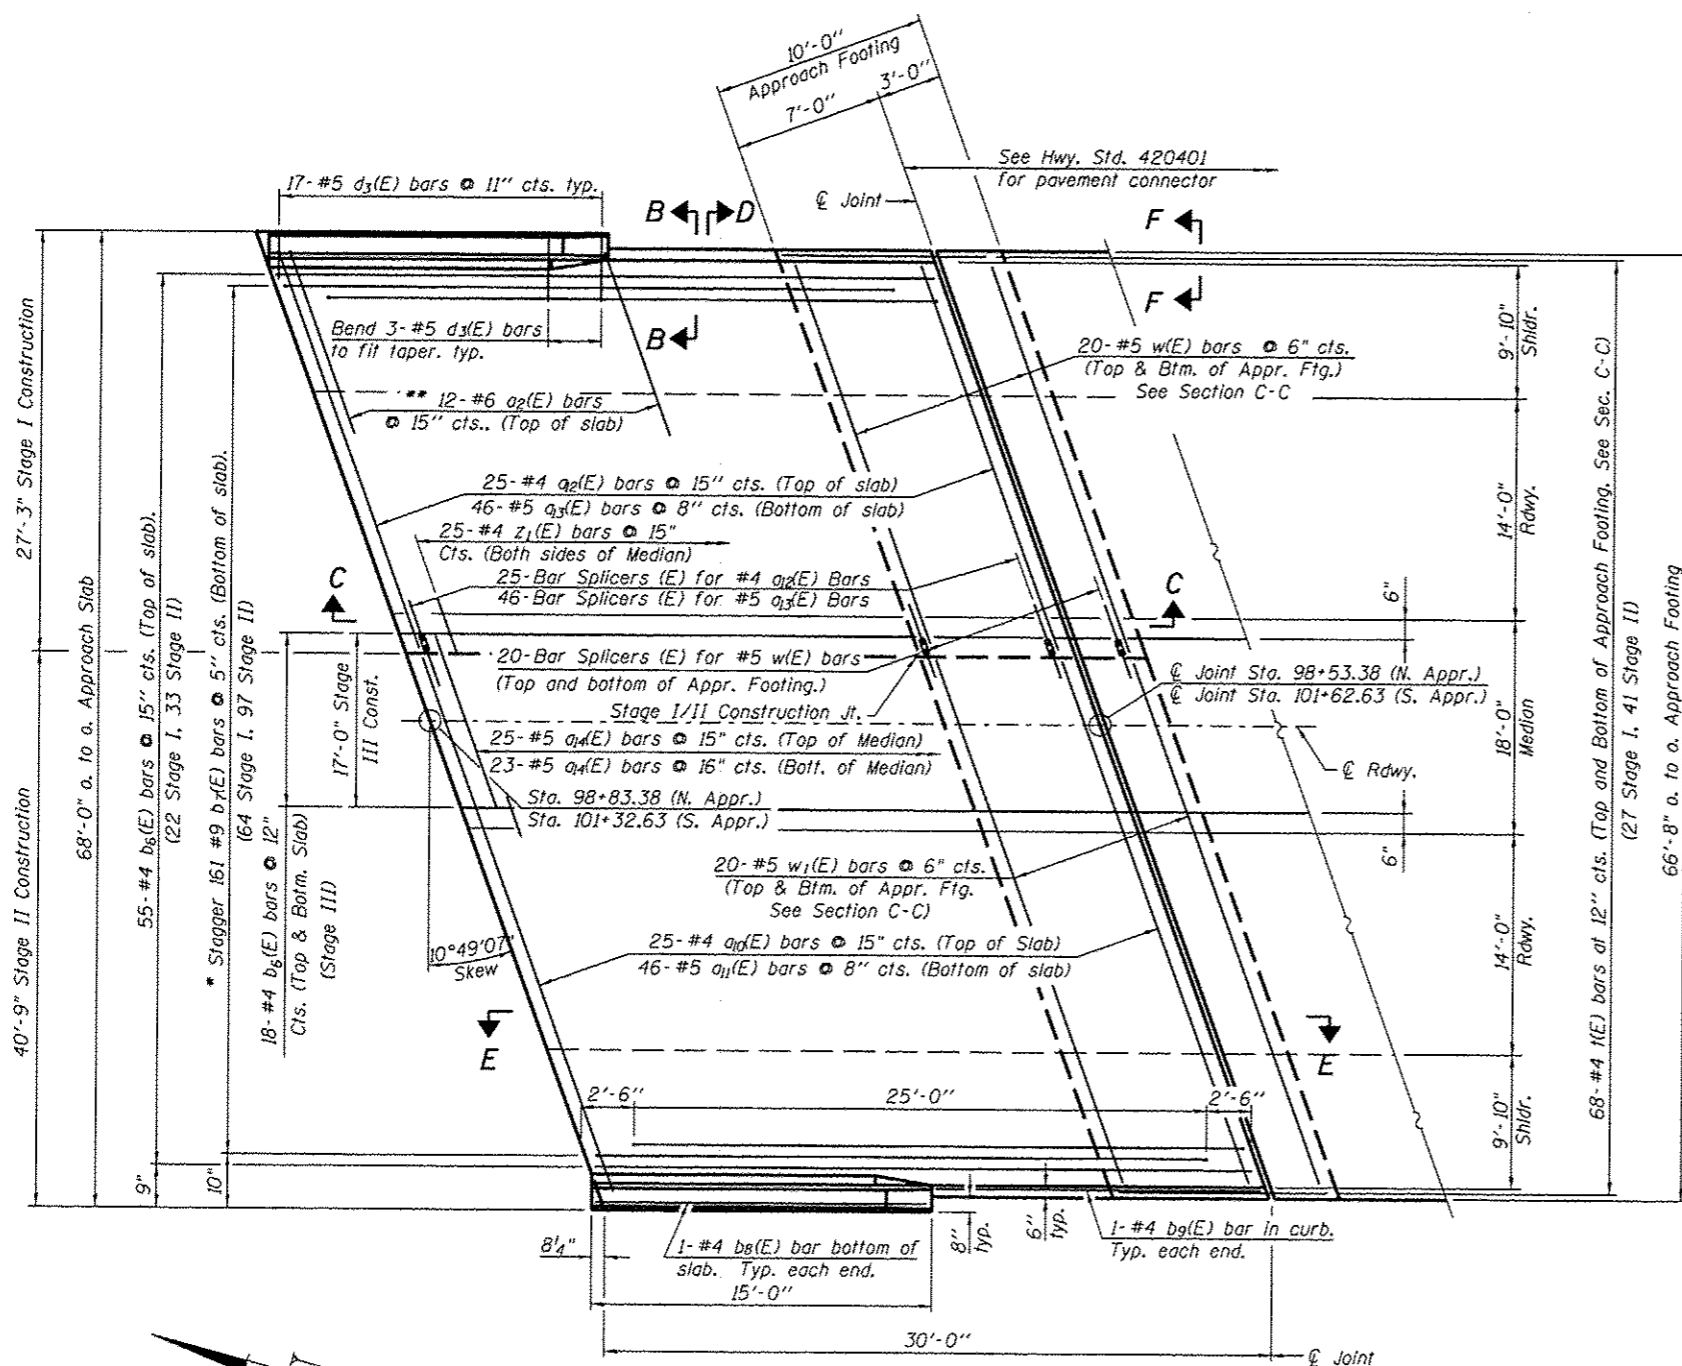 10'-0"
Approach Footing
3'-0"
7'-0"
See Hwy. Std. 420401
for pavement connector
17- #5 d3(E) bars @ 11" cts. typ.
℄ Joint
B
D
F
Bend 3- #5 d3(E) bars
to fit taper. typ.
B
F
20- #5 w(E) bars @ 6" cts.
(Top & Btm. of Appr. Ftg.)
See Section C-C
9'-10"
Shldr.
** 12- #6 a2(E) bars
@ 15" cts.. (Top of slab)
25- #4 a12(E) bars @ 15" cts. (Top of slab)
46- #5 a13(E) bars @ 8" cts. (Bottom of slab)
25- #4 z1(E) bars @ 15"
Cts. (Both sides of Median)
14'-0"
Rdwy.
C
25- Bar Splicers (E) for #4 a12(E) Bars
46- Bar Splicers (E) for #5 a13(E) Bars
C
6"
20- Bar Splicers (E) for #5 w(E) bars
(Top and bottom of Appr. Footing.)
Stage I/II Construction Jt.
℄ Joint Sta. 98+53.38 (N. Appr.)
℄ Joint Sta. 101+62.63 (S. Appr.)
17'-0" Stage
III Const.
25- #5 a14(E) bars @ 15" cts. (Top of Median)
23- #5 a14(E) bars @ 16" cts. (Bott. of Median)
℄ Rdwy.
18'-0"
Median
Sta. 98+83.38 (N. Appr.)
Sta. 101+32.63 (S. Appr.)
6"
20- #5 w1(E) bars @ 6" cts.
(Top & Btm. of Appr. Ftg.
See Section C-C)
25- #4 a10(E) bars @ 15" cts. (Top of Slab)
46- #5 a11(E) bars @ 8" cts. (Bottom of slab)
10°49'07"
Skew
14'-0"
Rdwy.
E
E
2'-6"
25'-0"
2'-6"
9'-10"
Shldr.
27'-3" Stage I Construction
40'-9" Stage II Construction
68'-0" o. to o. Approach Slab
55- #4 b6(E) bars @ 15" cts. (Top of slab).
(22 Stage I, 33 Stage II)
* Stagger 161 #9 b7(E) bars @ 5" cts. (Bottom of slab).
(64 Stage I, 97 Stage II)
18- #4 b6(E) bars @ 12"
Cts. (Top & Botm. Slab)
(Stage III)
9"
10"
68- #4 t(E) bars at 12" cts. (Top and Bottom of Approach Footing. See Sec. C-C)
(27 Stage I, 41 Stage II)
66'-8" o. to o. Approach Footing
8¼"
1- #4 b8(E) bar bottom of
slab. Typ. each end.
8"
typ.
6"
typ.
1- #4 b9(E) bar in curb.
Typ. each end.
15'-0"
30'-0"
℄ Joint